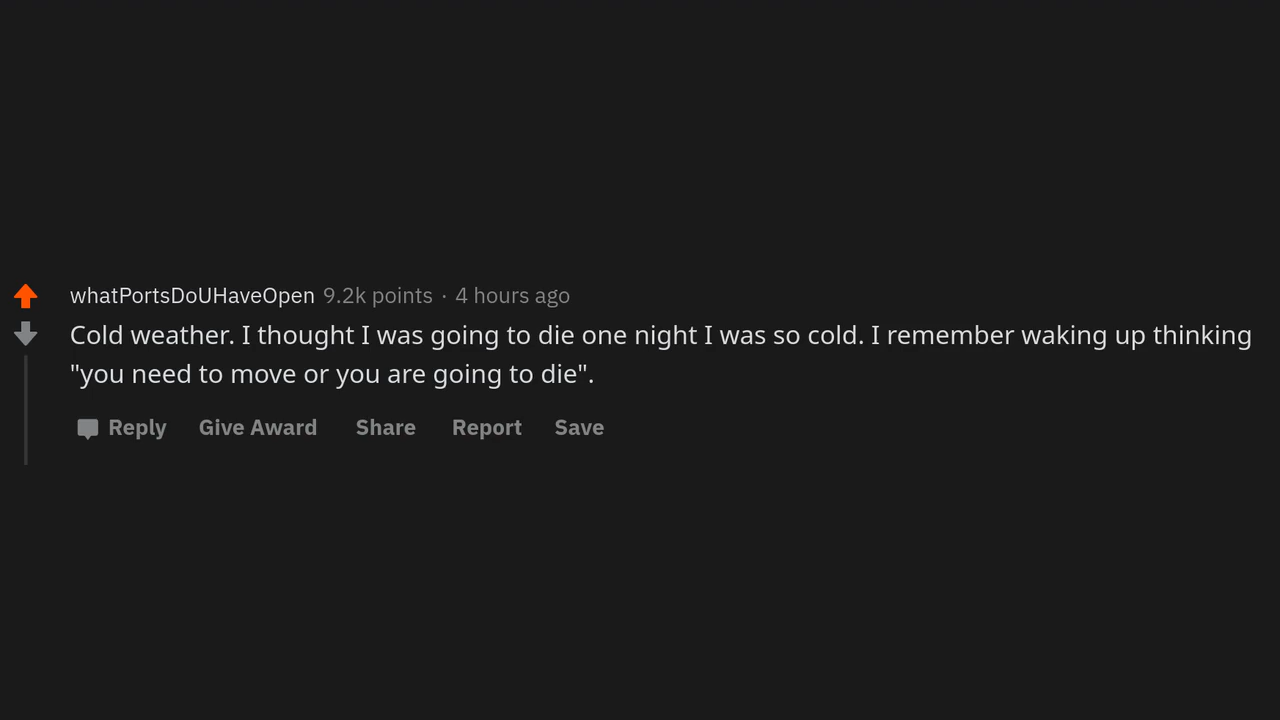 whatPortsDoUHaveOpen 9.2k points · 4 hours ago
Cold weather. I thought I was going to die one night I was so cold. I remember waking up thinking
"you need to move or you are going to die".
Reply Give Award Share Report Save